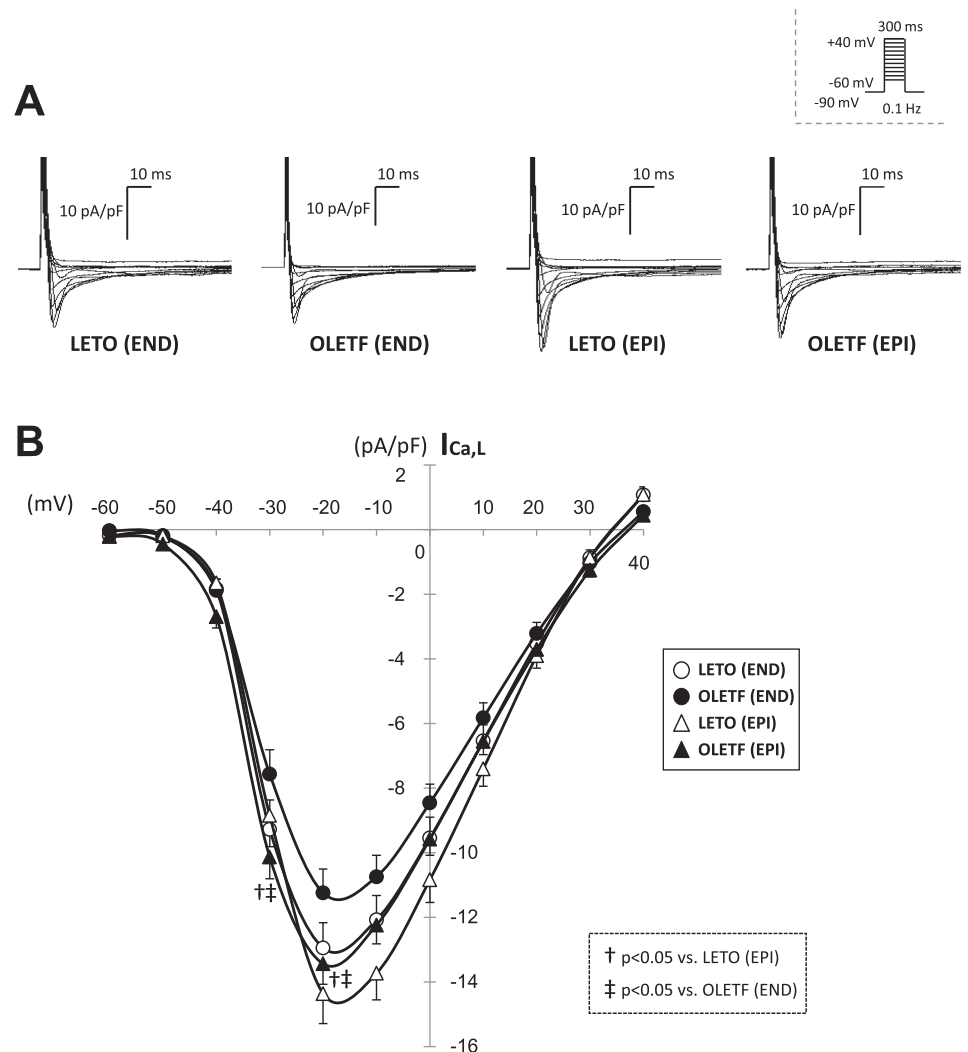 300 ms
+40 mV
-60 mV
-90 mV
0.1 Hz
A
10 ms
10 pA/pF
10 ms
10 pA/pF
10 ms
10 pA/pF
10 ms
10 pA/pF
LETO (END)
OLETF (END)
LETO (EPI)
OLETF (EPI)
B
(pA/pF) ICa,L
2
(mV)
-60 -50 -40 -30 -20 -10 10 20 30
0
40
-2
-4
-6
-8
-10
-12
-14
-16
LETO (END)
OLETF (END)
LETO (EPI)
OLETF (EPI)
†‡
†‡
† p<0.05 vs. LETO (EPI)
‡ p<0.05 vs. OLETF (END)